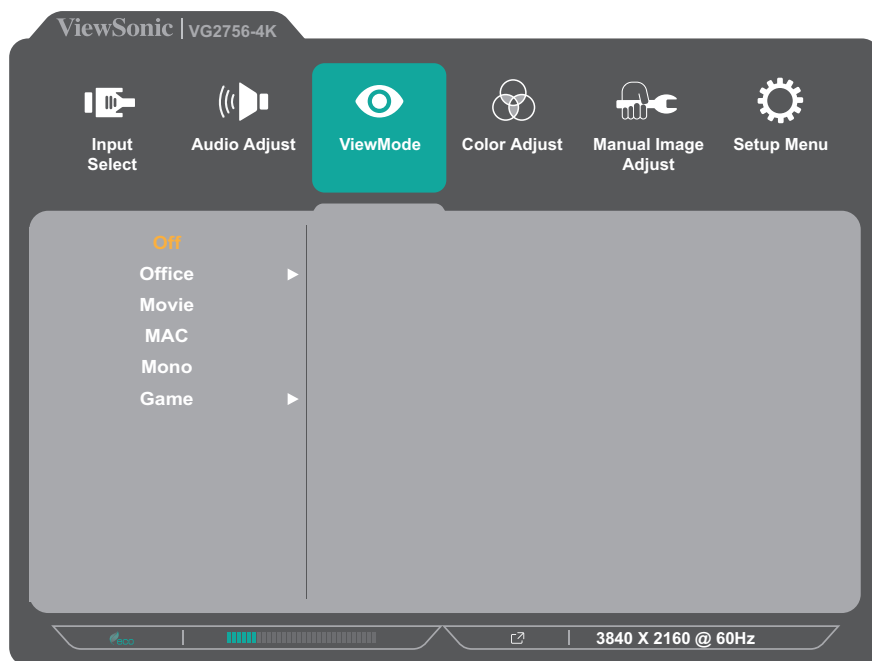 ViewSonic | VG2756-4K
Input
Select
Audio Adjust
ViewMode
Color Adjust
Manual Image
Adjust
Setup Menu
Off
Office
Movie
MAC
Mono
Game
eco
3840 X 2160 @ 60Hz